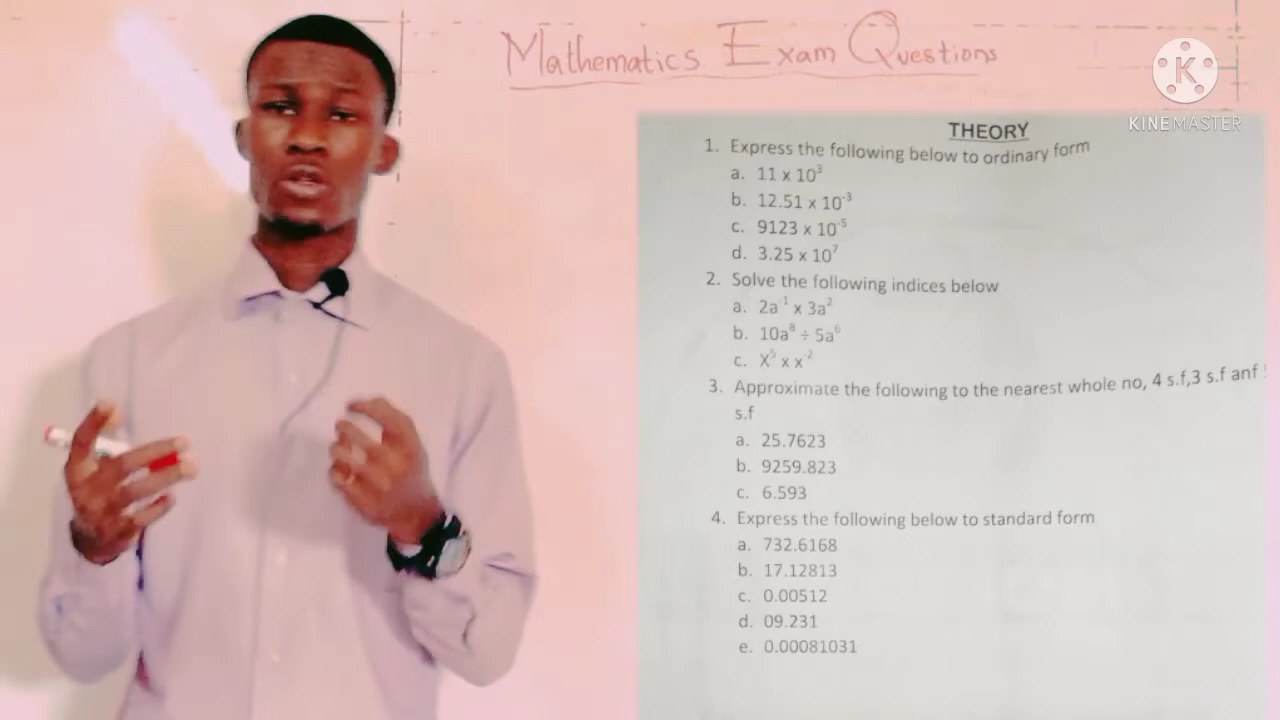 Mathematics Exam Questions
K
KINEMASTER
THEORY
1. Express the following below to ordinary form
a. 11 x 10³
b. 12.51 x 10⁻³
c. 9123 x 10⁻⁵
d. 3.25 x 10⁷
2. Solve the following indices below
a. 2a⁻¹ x 3a²
b. 10a⁸ ÷ 5a⁶
c. X⁵ x x⁻²
3. Approximate the following to the nearest whole no, 4 s.f,3 s.f anf
s.f
a. 25.7623
b. 9259.823
c. 6.593
4. Express the following below to standard form
a. 732.6168
b. 17.12813
c. 0.00512
d. 09.231
e. 0.00081031